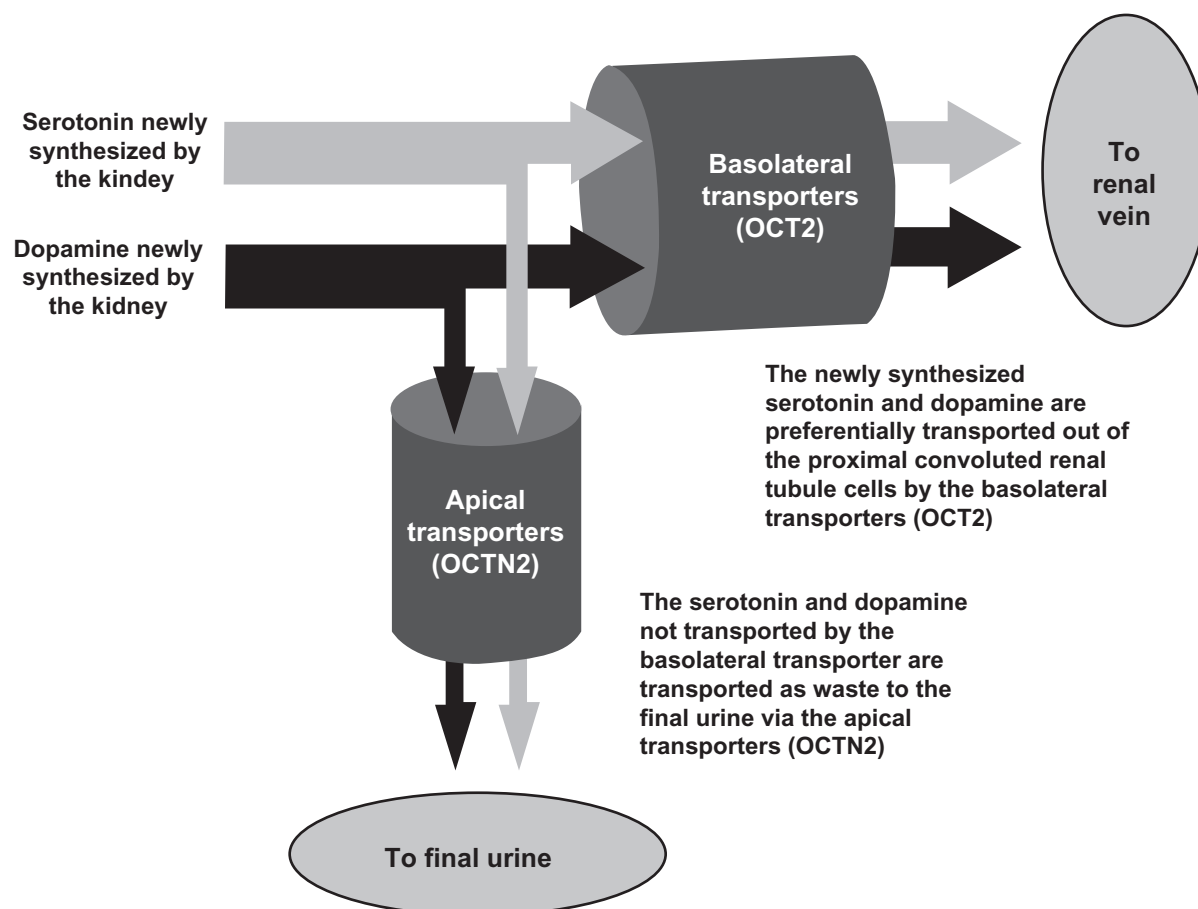 Serotonin newly
synthesized by
the kindey
Basolateral
transporters
(OCT2)
To
renal
vein
Dopamine newly
synthesized by
the kidney
The newly synthesized
serotonin and dopamine are
preferentially transported out of
the proximal convoluted renal
tubule cells by the basolateral
transporters (OCT2)
Apical
transporters
(OCTN2)
The serotonin and dopamine
not transported by the
basolateral transporter are
transported as waste to the
final urine via the apical
transporters (OCTN2)
To final urine